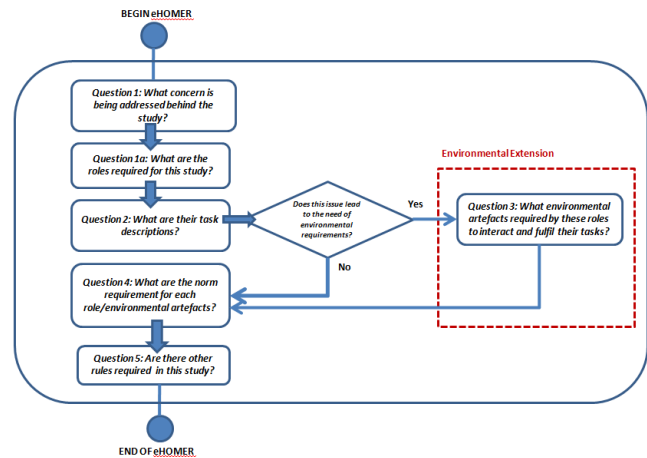 BEGIN eHOMER
Question 1: What concern is
being addressed behind the
study?
Question 1a: What are the
roles required for this study?
Question 2: What are their task
descriptions?
Does this issue lead
to the need of
environmental
requirements?
Yes
No
Environmental Extension
Question 3: What environmental
artefacts required by these roles
to interact and fulfil their tasks?
Question 4: What are the norm
requirement for each
role/environmental artefacts?
Question 5: Are there other
rules required in this study?
END OF eHOMER